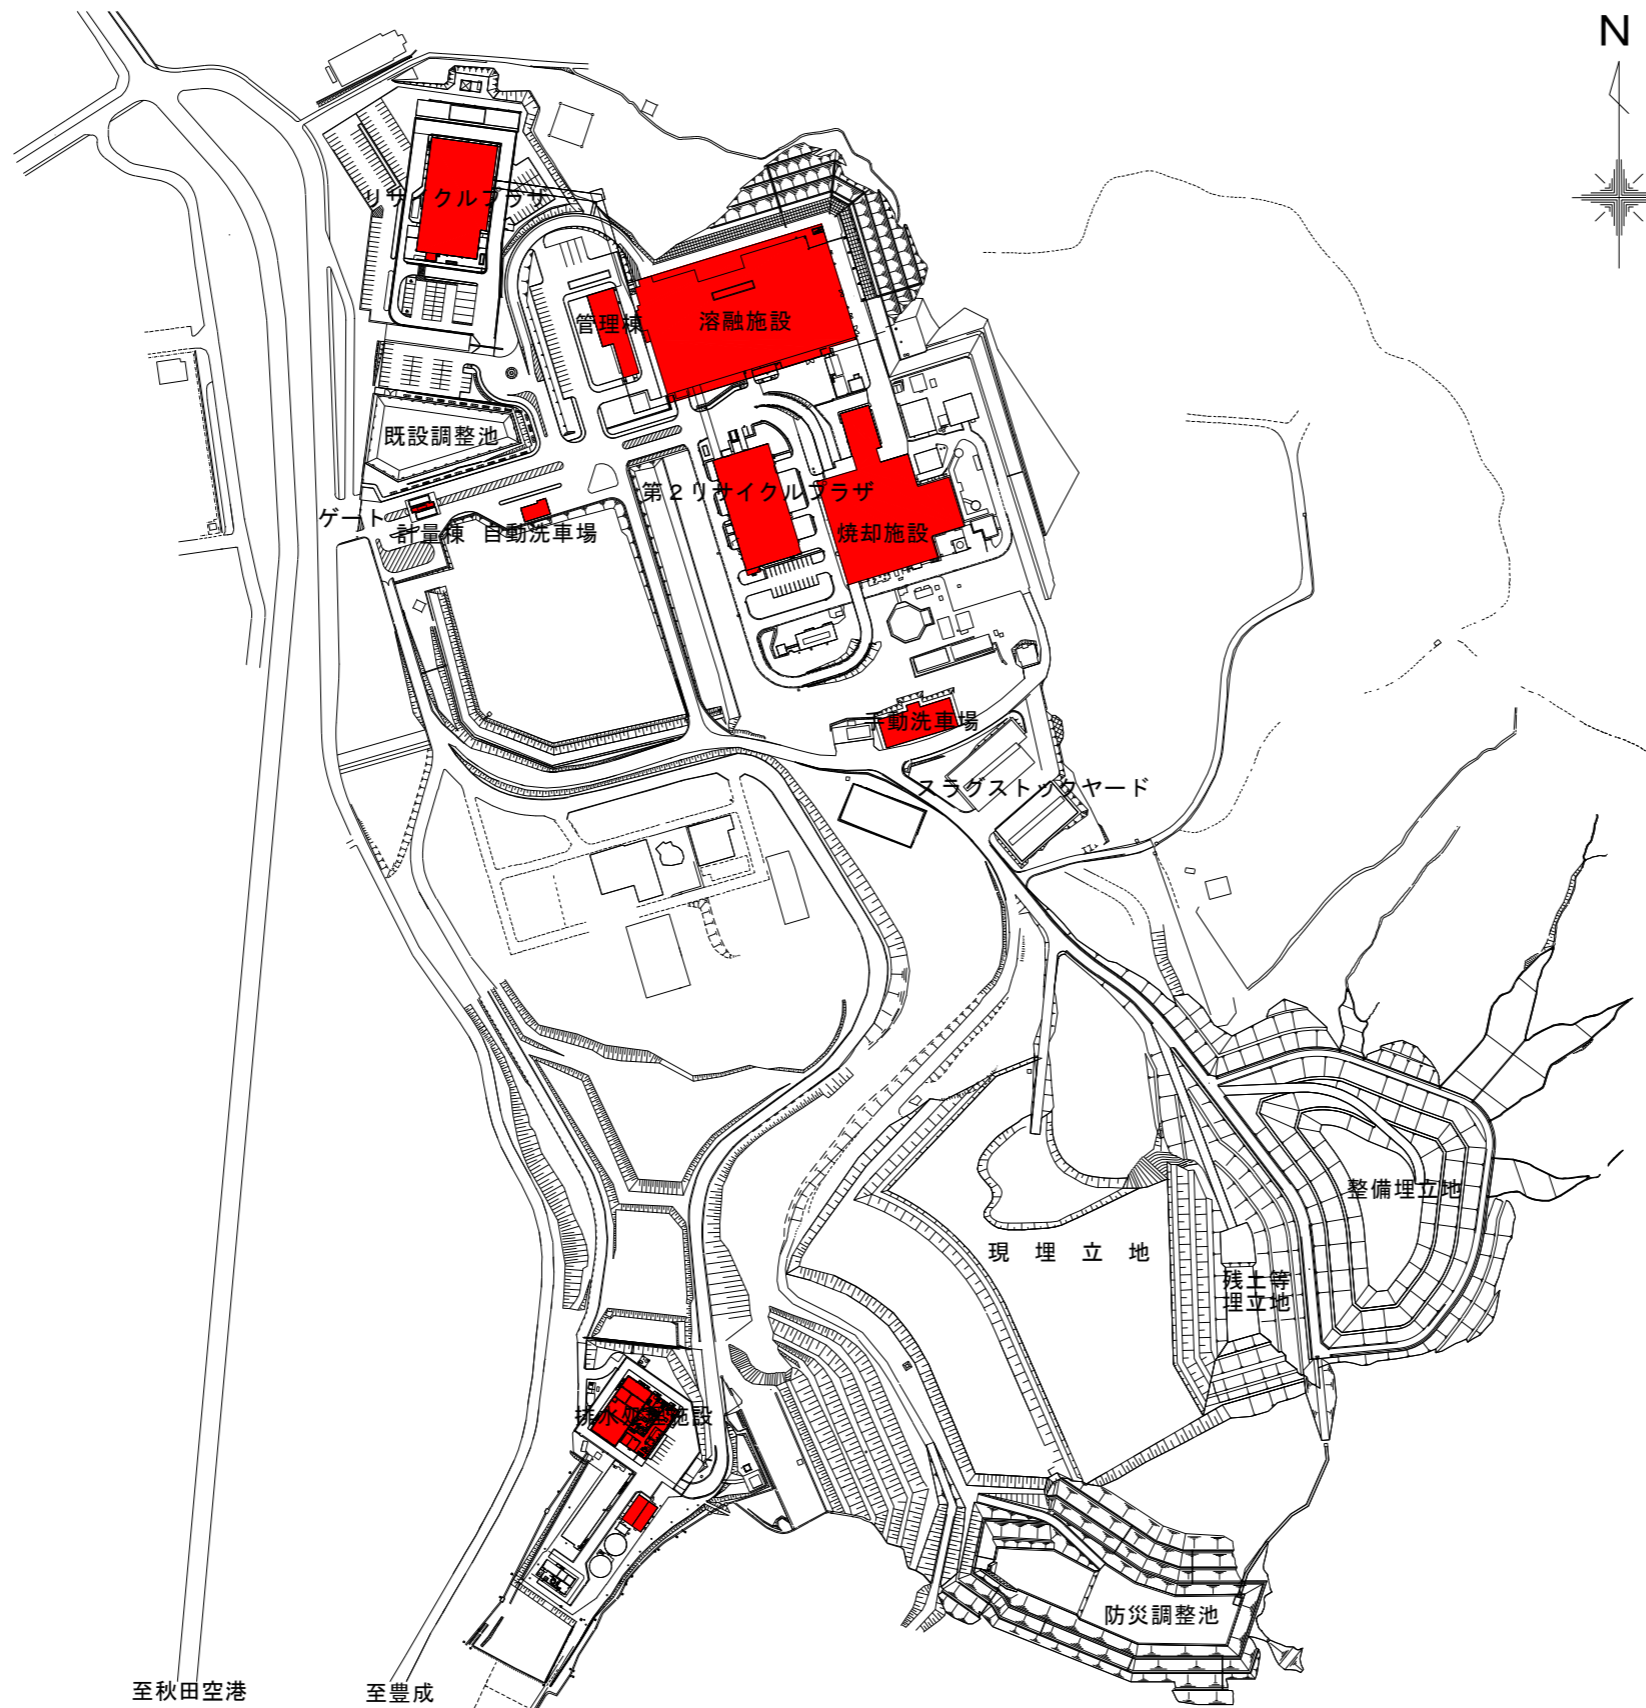 N
リサイクルプラザ
管理棟
溶融施設
既設調整池
第2リサイクルプラザ
ゲート
計量棟
自動洗車場
焼却施設
手動洗車場
スラグストックヤード
整備埋立地
現埋立地
残土等
埋立地
排水処理施設
防災調整池
至秋田空港
至豊成